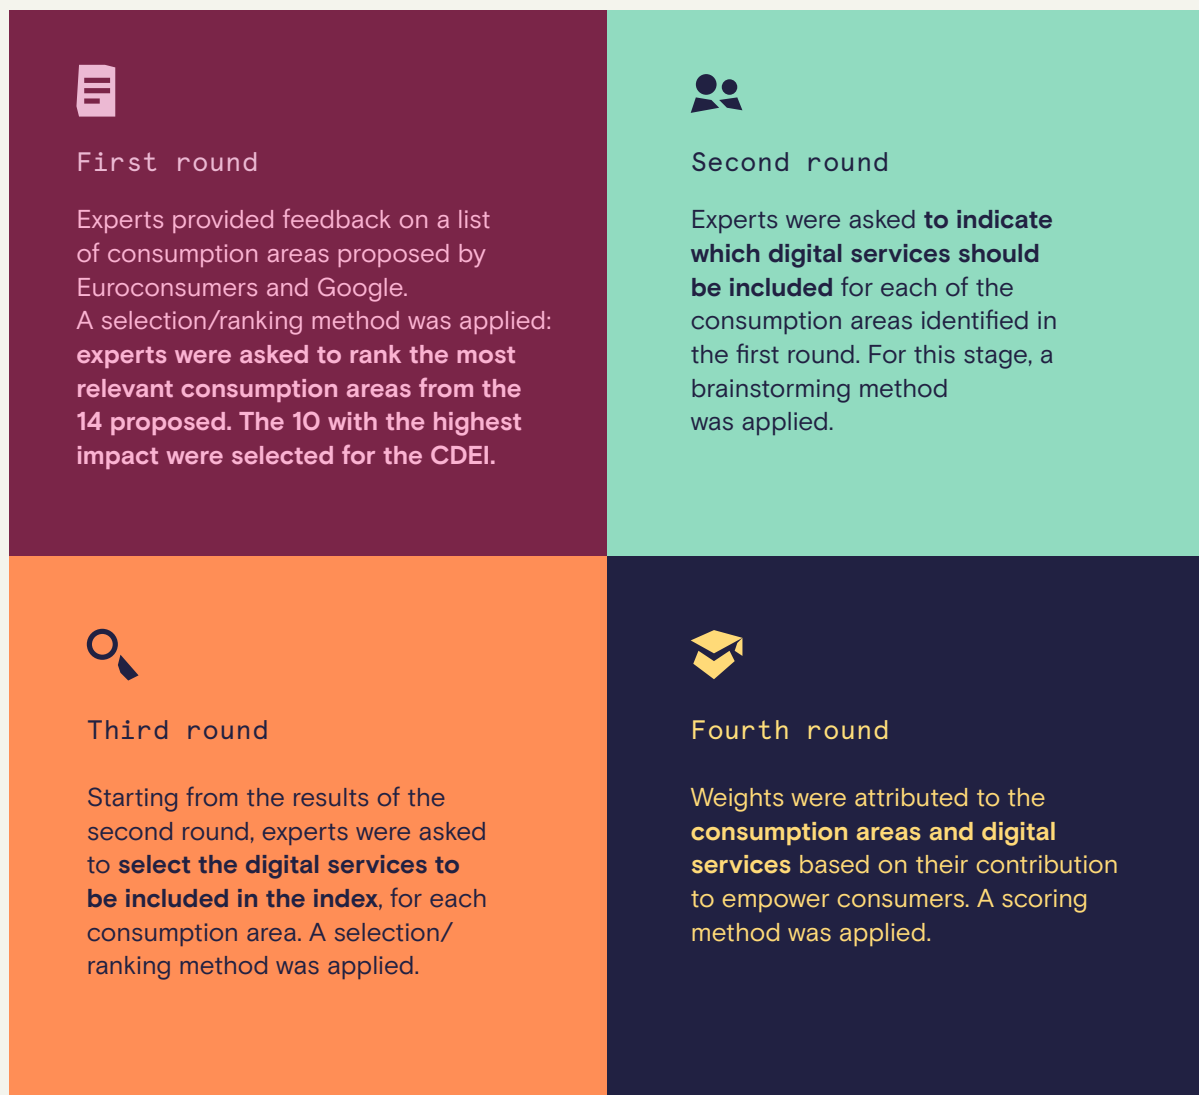 First round
Experts provided feedback on a list
of consumption areas proposed by
Euroconsumers and Google.
A selection/ranking method was applied:
experts were asked to rank the most
relevant consumption areas from the
14 proposed. The 10 with the highest
impact were selected for the CDEI.
Second round
Experts were asked to indicate
which digital services should
be included for each of the
consumption areas identified in
the first round. For this stage, a
brainstorming method
was applied.
Third round
Starting from the results of the
second round, experts were asked
to select the digital services to
be included in the index, for each
consumption area. A selection/
ranking method was applied.
Fourth round
Weights were attributed to the
consumption areas and digital
services based on their contribution
to empower consumers. A scoring
method was applied.